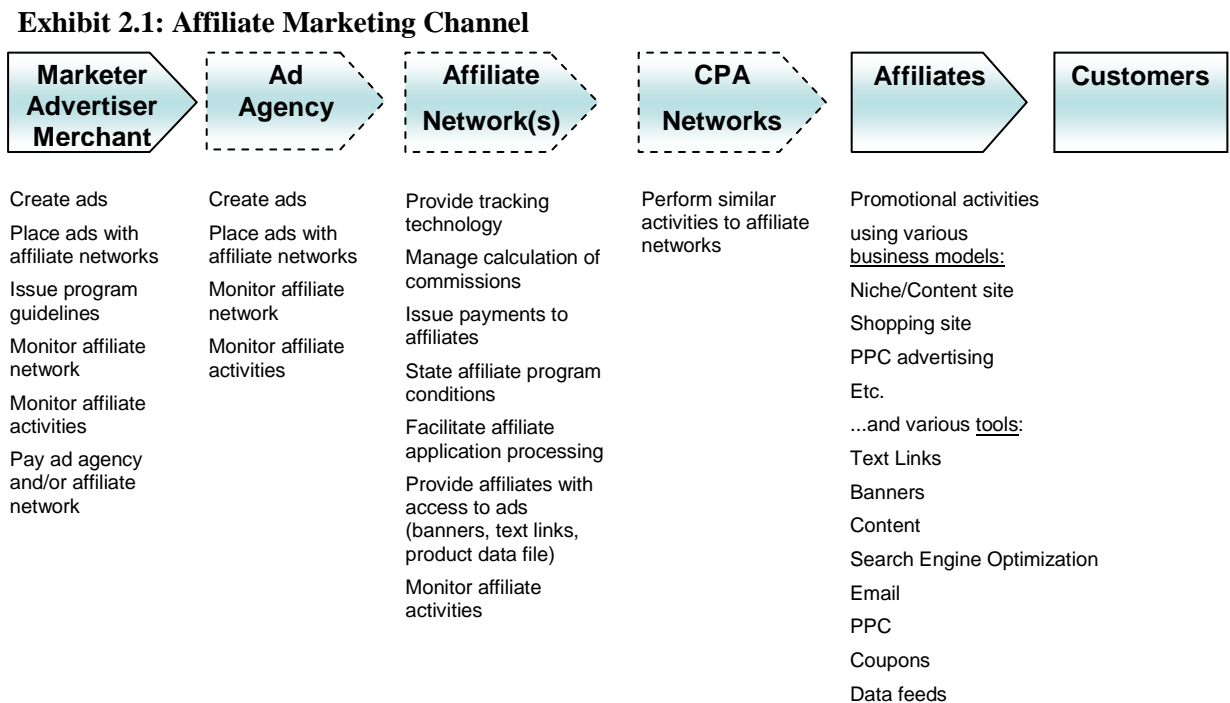 Exhibit 2.1: Affiliate Marketing Channel
Marketer
Advertiser
Merchant
Ad
Agency
Affiliate
Network(s)
CPA
Networks
Affiliates
Customers
Create ads
Place ads with
affiliate networks
Issue program
guidelines
Monitor affiliate
network
Monitor affiliate
activities
Pay ad agency
and/or affiliate
network
Create ads
Place ads with
affiliate networks
Monitor affiliate
network
Monitor affiliate
activities
Provide tracking
technology
Manage calculation of
commissions
Issue payments to
affiliates
State affiliate program
conditions
Facilitate affiliate
application processing
Provide affiliates with
access to ads
(banners, text links,
product data file)
Monitor affiliate
activities
Perform similar
activities to affiliate
networks
Promotional activities
using various
business models:
Niche/Content site
Shopping site
PPC advertising
Etc.
...and various tools:
Text Links
Banners
Content
Search Engine Optimization
Email
PPC
Coupons
Data feeds